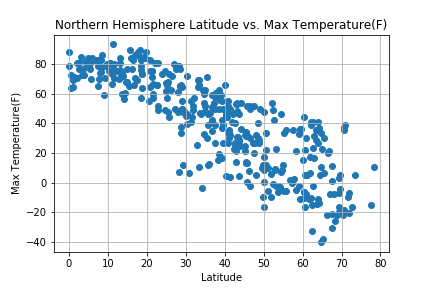 Northern Hemisphere Latitude vs. Max Temperature(F)
80
60
40
20
0
−20
−40
Max Temperature(F)
0 10 20 30 40 50 60 70 80
Latitude